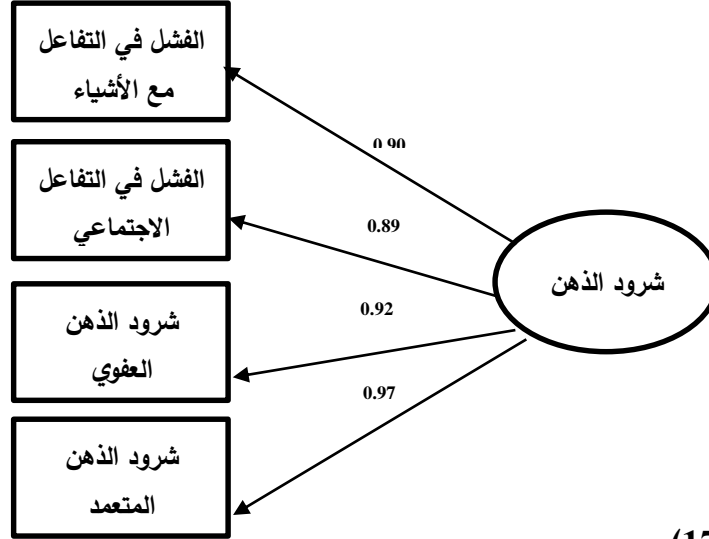 الفشل في التفاعل
مع الأشياء
0.90
الفشل في التفاعل
الاجتماعي
0.89
شرود الذهن
شرود الذهن
العفوي
0.92
0.97
شرود الذهن
المتعمد